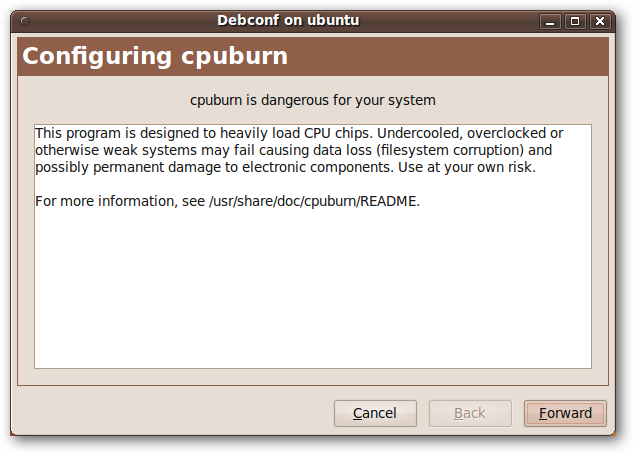 Debconf on ubuntu
Configuring cpuburn
cpuburn is dangerous for your system
This program is designed to heavily load CPU chips. Undercooled, overclocked or
otherwise weak systems may fail causing data loss (filesystem corruption) and
possibly permanent damage to electronic components. Use at your own risk.
For more information, see /usr/share/doc/cpuburn/README.
Cancel Back Forward